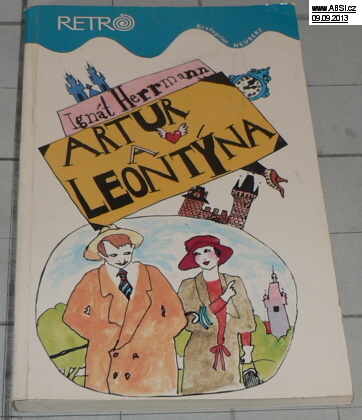 www.ABSI.cz
09.09.2013
RETRO
Grafoprint NEUBERT
Ignát Herrmann
ARTUR
A
LEONTÝNA